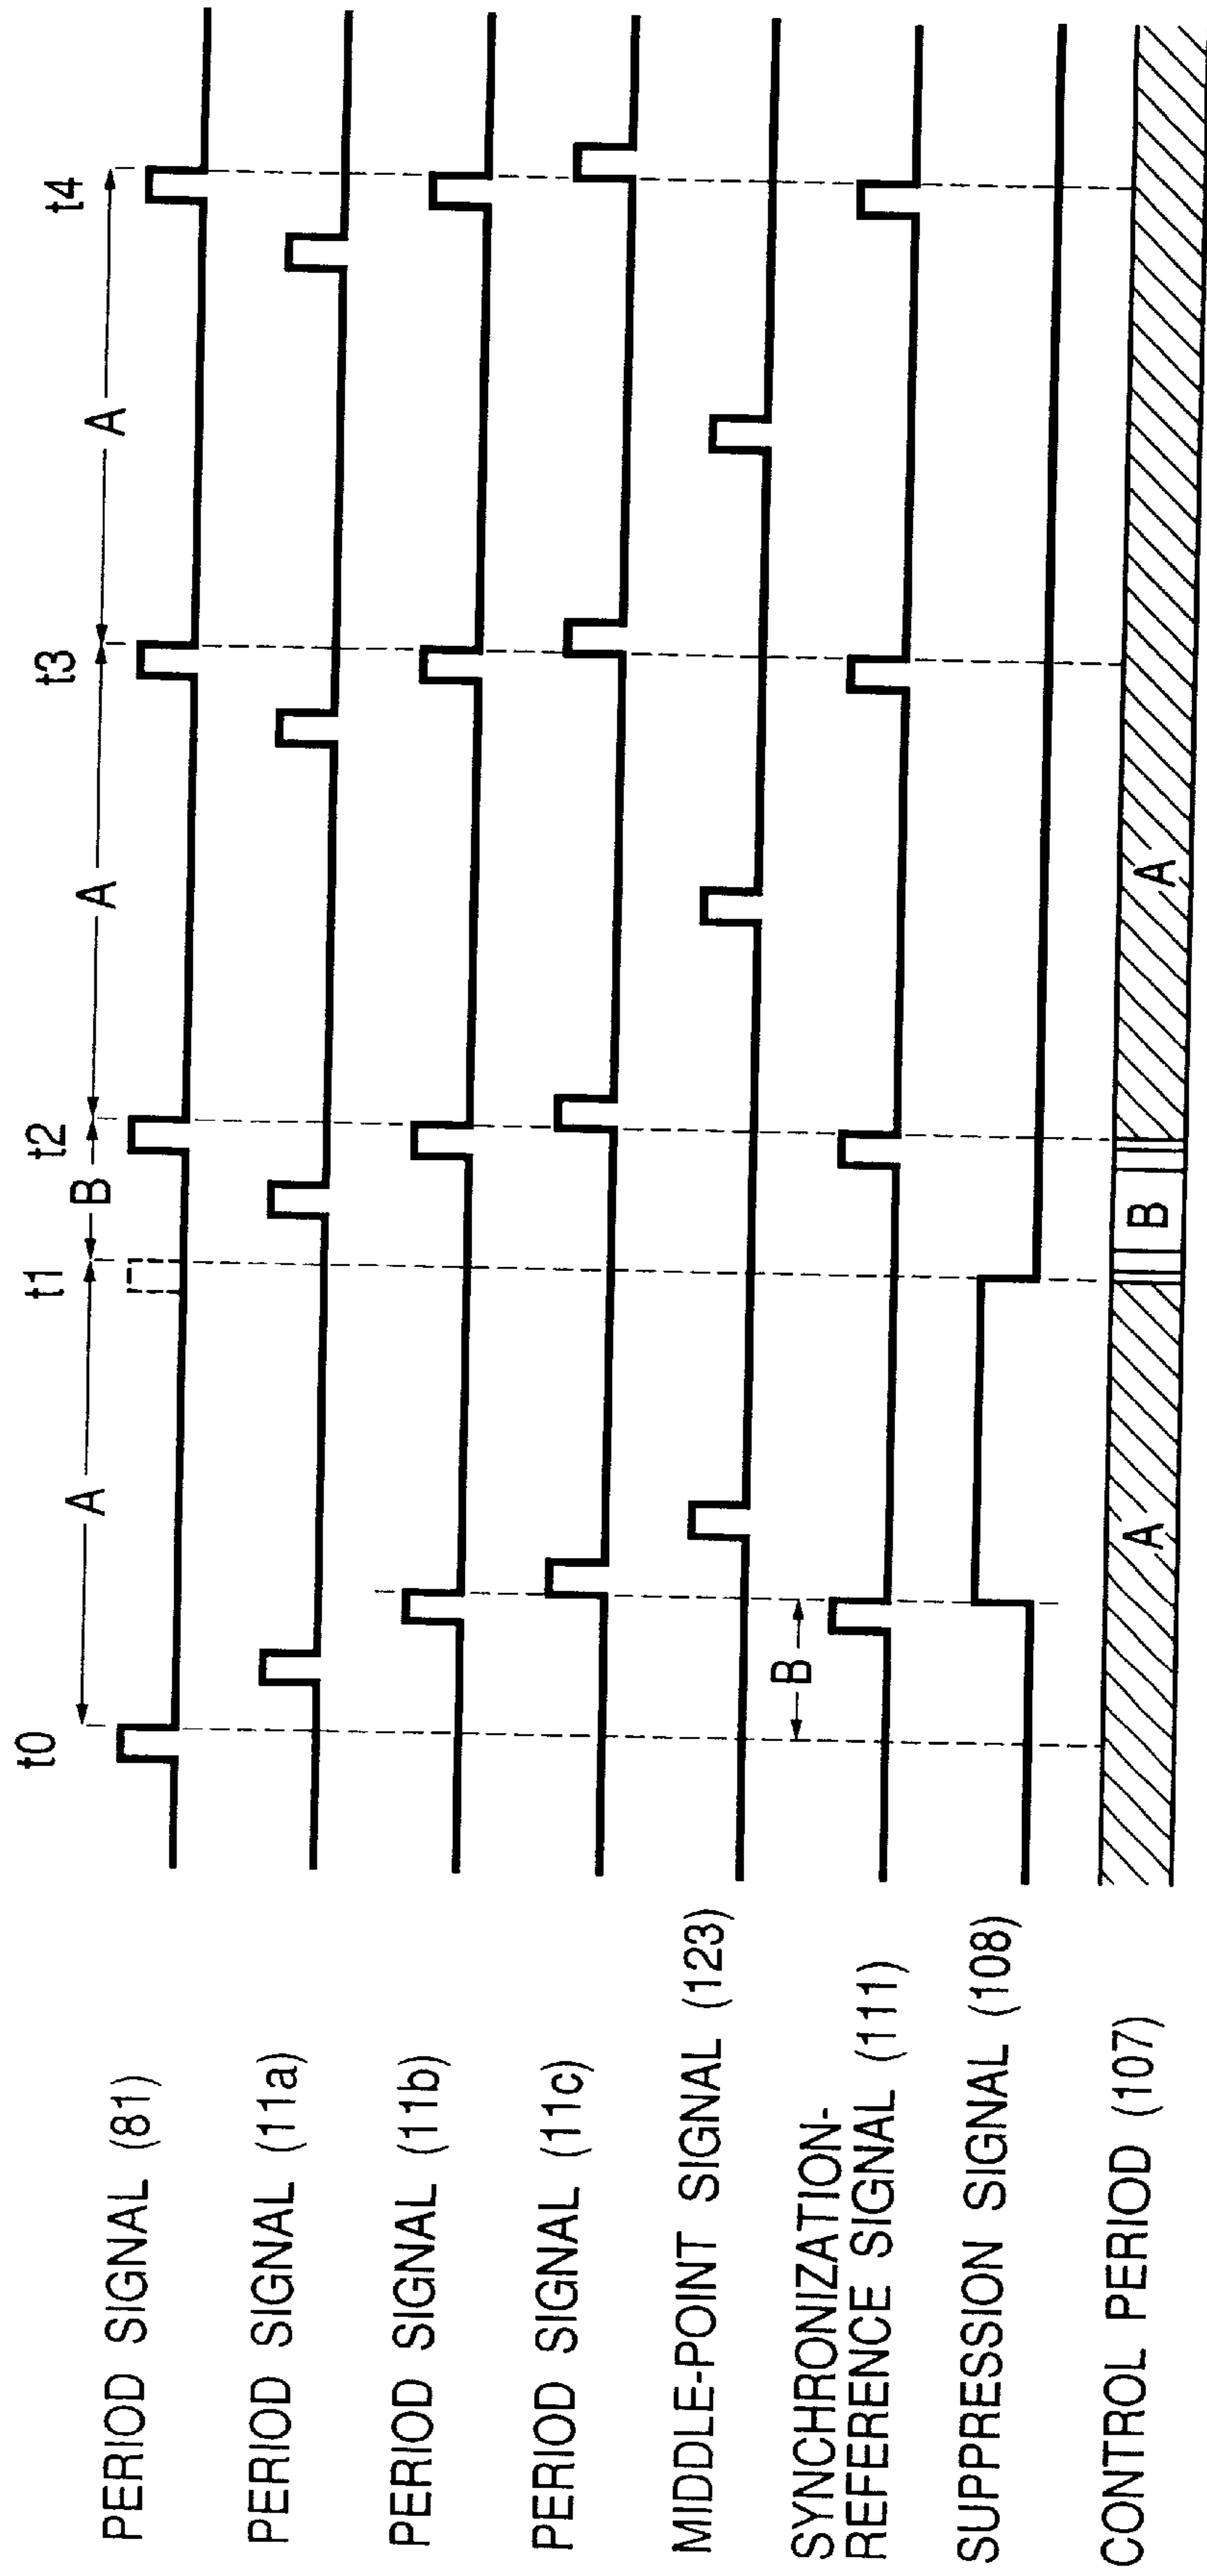 t0
t1
t2
t3
t4
A
B
A
A
PERIOD SIGNAL (81)
PERIOD SIGNAL (11a)
PERIOD SIGNAL (11b)
PERIOD SIGNAL (11c)
MIDDLE-POINT SIGNAL (123)
SYNCHRONIZATION-
REFERENCE SIGNAL (111)
B
SUPPRESSION SIGNAL (108)
CONTROL PERIOD (107)
A
B
A